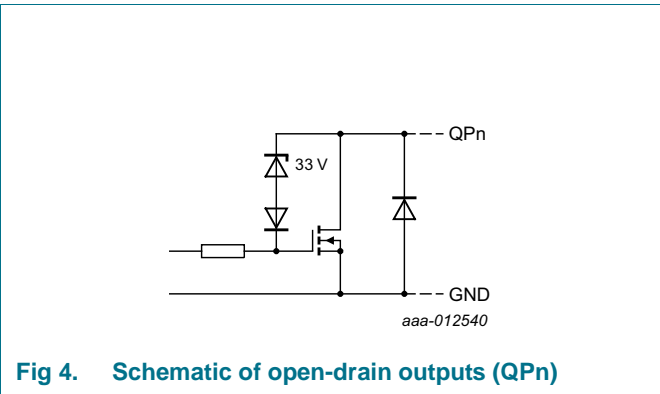 QPn
33 V
GND
aaa-012540
Fig 4. Schematic of open-drain outputs (QPn)